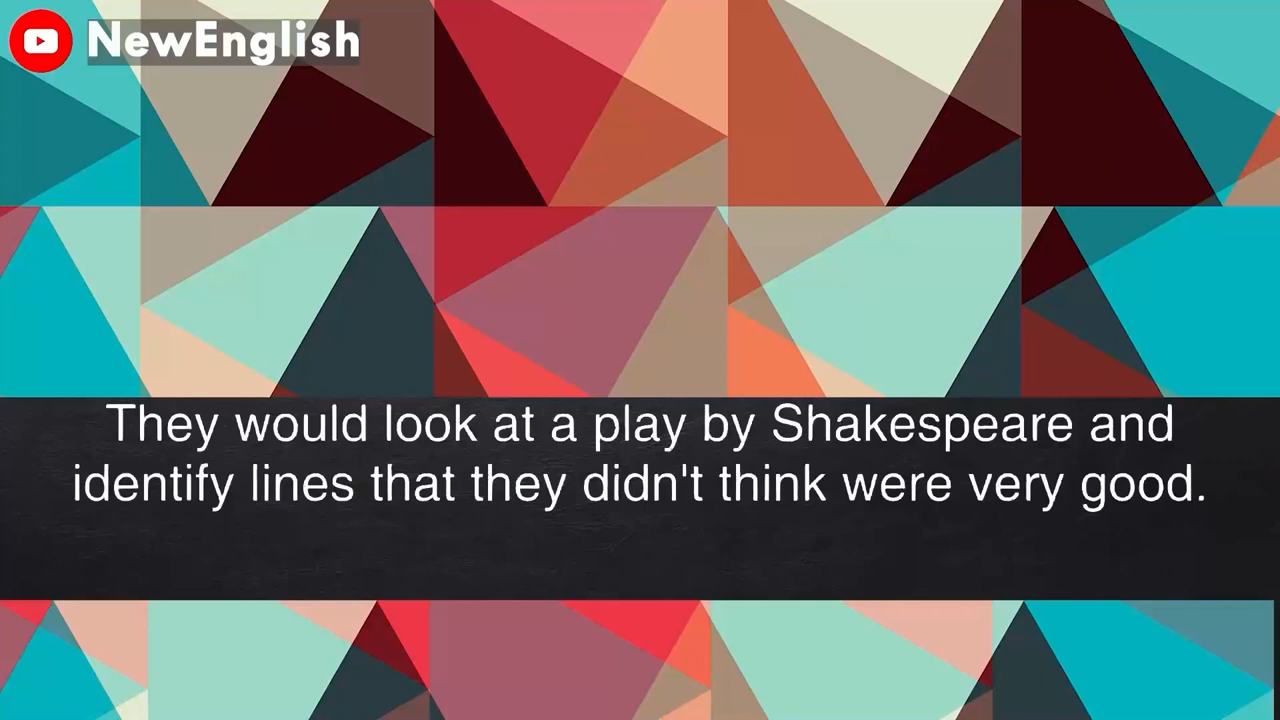 NewEnglish
They would look at a play by Shakespeare and
identify lines that they didn't think were very good.